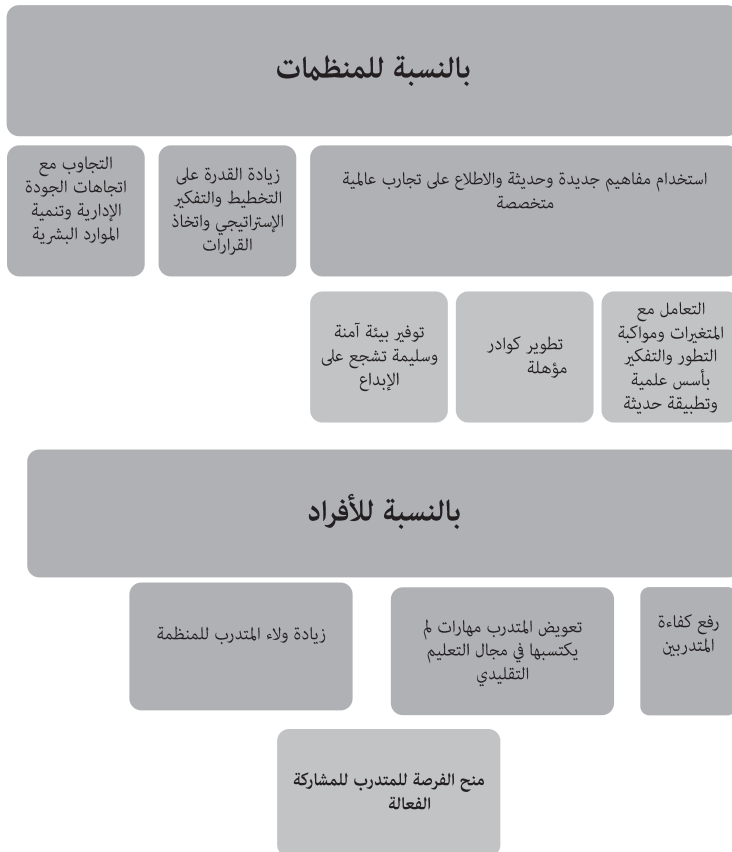 بالنسبة للمنظمات
استخدام مفاهيم جديدة وحديثة والاطلاع على تجارب عالمية
متخصصة
زيادة القدرة على
التخطيط والتفكير
الإستراتيجي واتخاذ
القرارات
التجاوب مع
اتجاهات الجودة
الإدارية وتنمية
الموارد البشرية
التعامل مع
المتغيرات ومواكبة
التطور والتفكير
بأسس علمية
وتطبيقة حديثة
تطوير كوادر
مؤهلة
توفير بيئة آمنة
وسليمة تشجع على
الإبداع
بالنسبة للأفراد
رفع كفاءة
المتدربين
تعويض المتدرب مهارات لم
يكتسبها في مجال التعليم
التقليدي
زيادة ولاء المتدرب للمنظمة
منح الفرصة للمتدرب للمشاركة
الفعالة